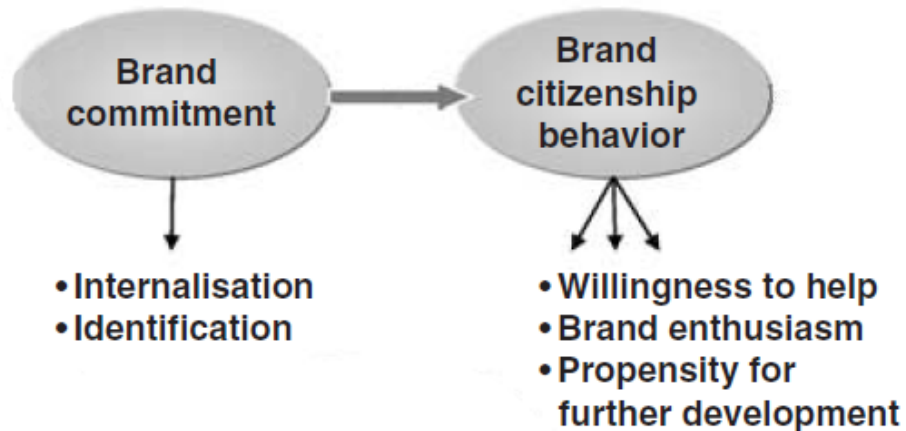 Brand
commitment
Brand
citizenship
behavior
•Internalisation
•Identification
•Willingness to help
•Brand enthusiasm
•Propensity for
further development